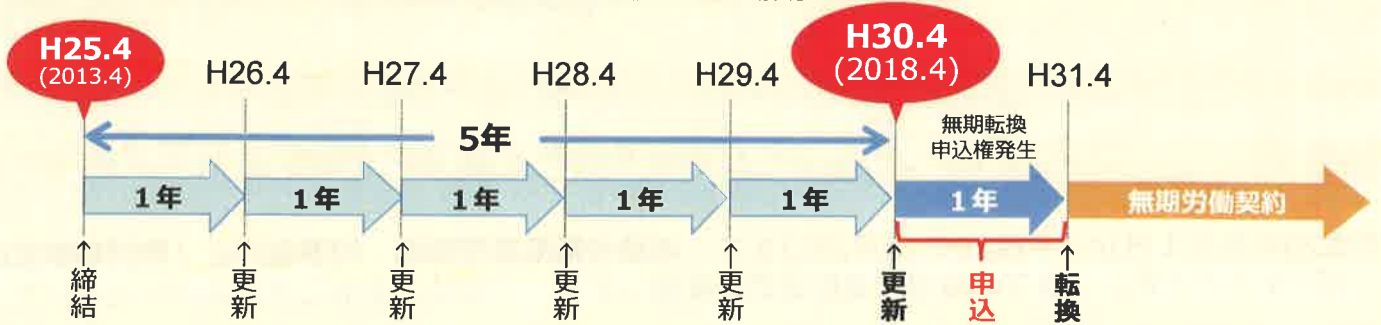 H25.4
(2013.4)
H26.4
H27.4
H28.4
H29.4
H30.4
(2018.4)
H31.4
5年
無期転換
申込権発生
1年
1年
1年
1年
1年
1年
無期労働契約
↑締結
↑更新
↑更新
↑更新
↑更新
↑更新
申込
↑転換